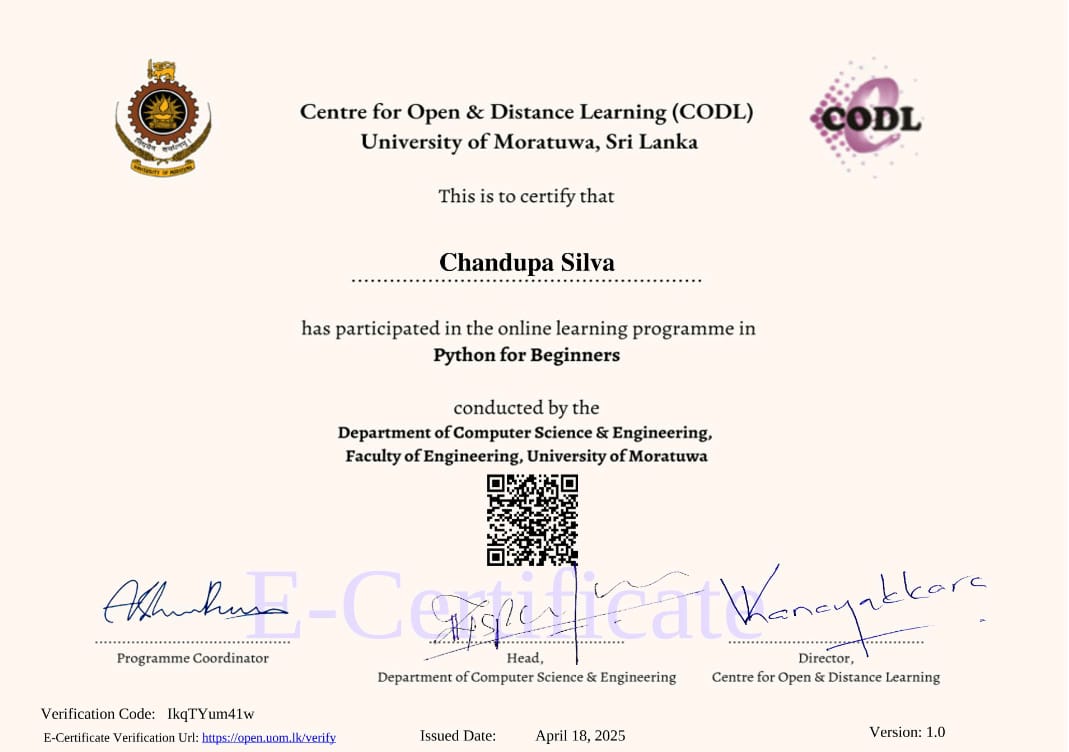 Centre for Open & Distance Learning (CODL)
University of Moratuwa, Sri Lanka
CODL
UNIVERSITY OF MORATUWA
This is to certify that
Chandupa Silva
has participated in the online learning programme in
Python for Beginners
conducted by the
Department of Computer Science & Engineering,
Faculty of Engineering, University of Moratuwa
E-Certificate
Programme Coordinator
Head,
Department of Computer Science & Engineering
Director,
Centre for Open & Distance Learning
Verification Code: IkqTYum41w
E-Certificate Verification Url: https://open.uom.lk/verify
Issued Date: April 18, 2025
Version: 1.0